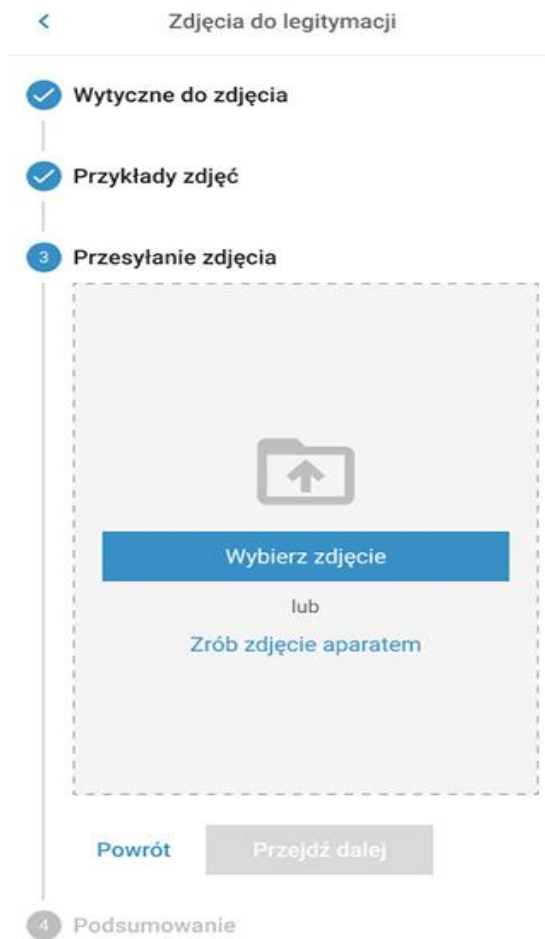 Zdjęcia do legitymacji
Wytyczne do zdjęcia
Przykłady zdjęć
3 Przesyłanie zdjęcia
Wybierz zdjęcie
lub
Zrób zdjęcie aparatem
Powrót Przejdź dalej
4 Podsumowanie